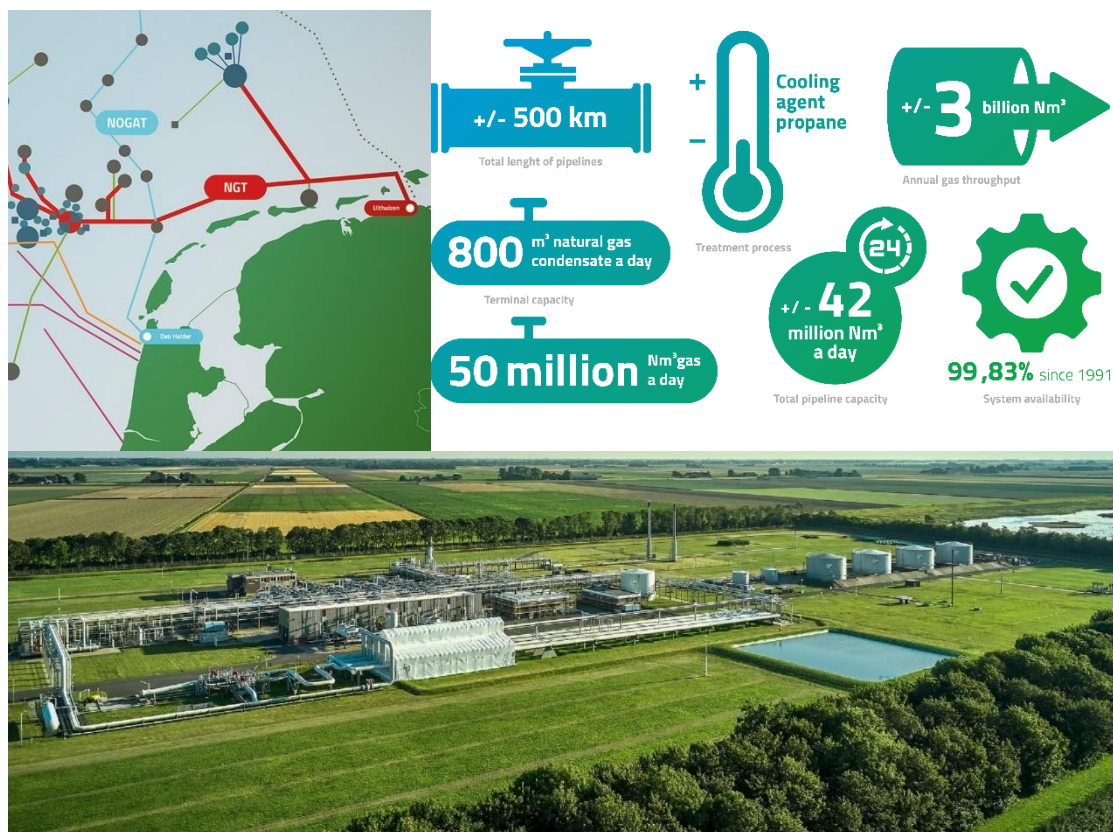 NOGAT
NGT
Uithuizen
Den Helder
+/- 500 km
Total lenght of pipelines
+
−
Cooling
agent
propane
Treatment process
+/- 3 billion Nm³
Annual gas throughput
800 m³ natural gas
condensate a day
Terminal capacity
50 million Nm³gas
a day
24
+/- 42
million Nm³
a day
Total pipeline capacity
99,83% since 1991
System availability